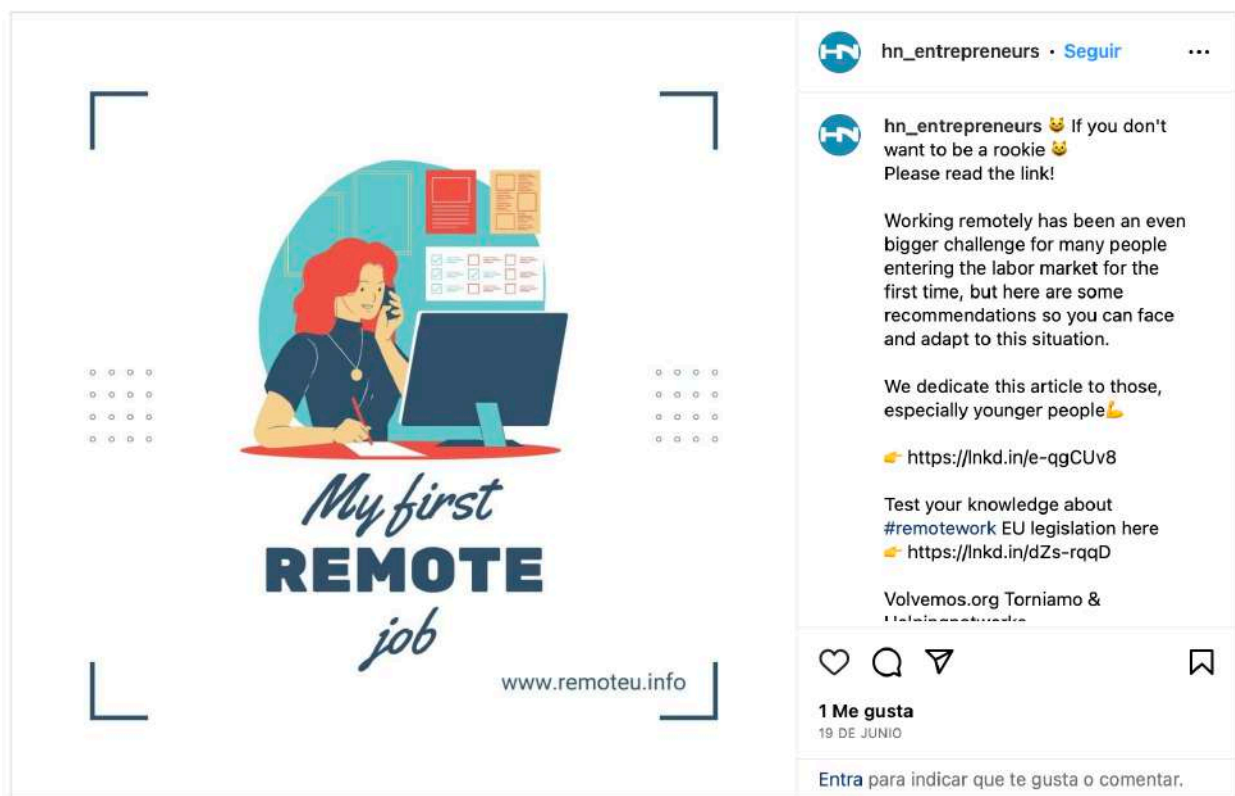 My first
REMOTE
job
www.remoteu.info
HN
hn_entrepreneurs • Seguir
HN
hn_entrepreneurs 😺 If you don't
want to be a rookie 😺
Please read the link!
Working remotely has been an even
bigger challenge for many people
entering the labor market for the
first time, but here are some
recommendations so you can face
and adapt to this situation.
We dedicate this article to those,
especially younger people💪
👉 https://lnkd.in/e-qgCUv8
Test your knowledge about
#remotework EU legislation here
👉 https://lnkd.in/dZs-rqqD
Volvemos.org Torniamo &
1 Me gusta
19 DE JUNIO
Entra para indicar que te gusta o comentar.